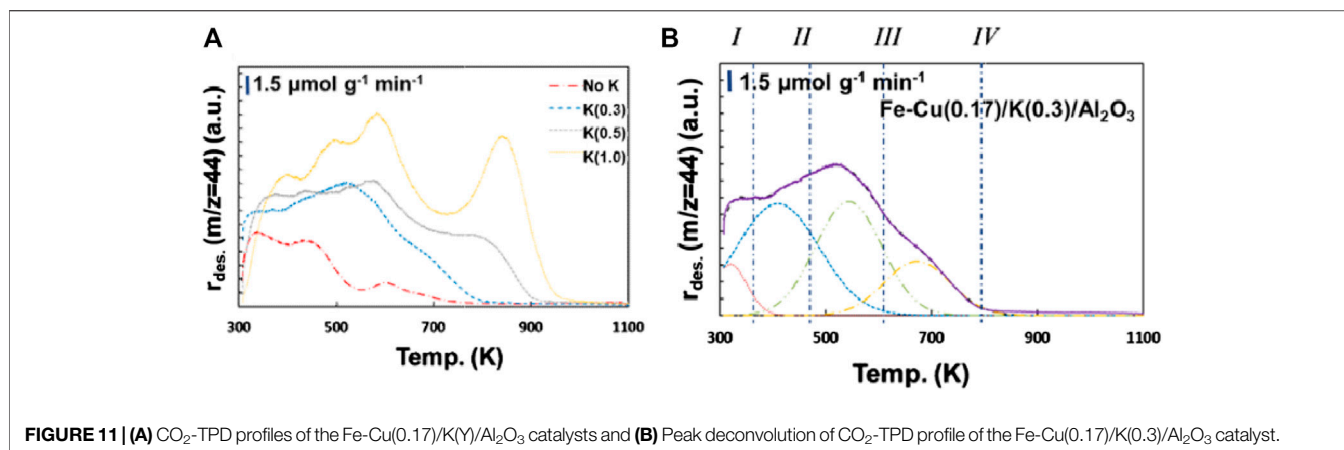 A
1.5 μmol g⁻¹ min⁻¹
No K
K(0.3)
K(0.5)
K(1.0)
r_des. (m/z=44) (a.u.)
300 500 700 900 1100
Temp. (K)
B
I II III IV
1.5 μmol g⁻¹ min⁻¹
Fe-Cu(0.17)/K(0.3)/Al₂O₃
r_des. (m/z=44) (a.u.)
300 500 700 900 1100
Temp. (K)
FIGURE 11 | (A) CO₂-TPD profiles of the Fe-Cu(0.17)/K(Y)/Al₂O₃ catalysts and (B) Peak deconvolution of CO₂-TPD profile of the Fe-Cu(0.17)/K(0.3)/Al₂O₃ catalyst.